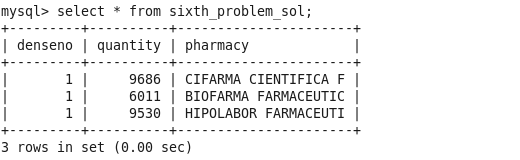 mysql> select * from sixth_problem_sol;
+---------+----------+----------------------+
| denseno | quantity | pharmacy             |
+---------+----------+----------------------+
|       1 |     9686 | CIFARMA CIENTIFICA F |
|       1 |     6011 | BIOFARMA FARMACEUTIC |
|       1 |     9530 | HIPOLABOR FARMACEUTI |
+---------+----------+----------------------+
3 rows in set (0.00 sec)